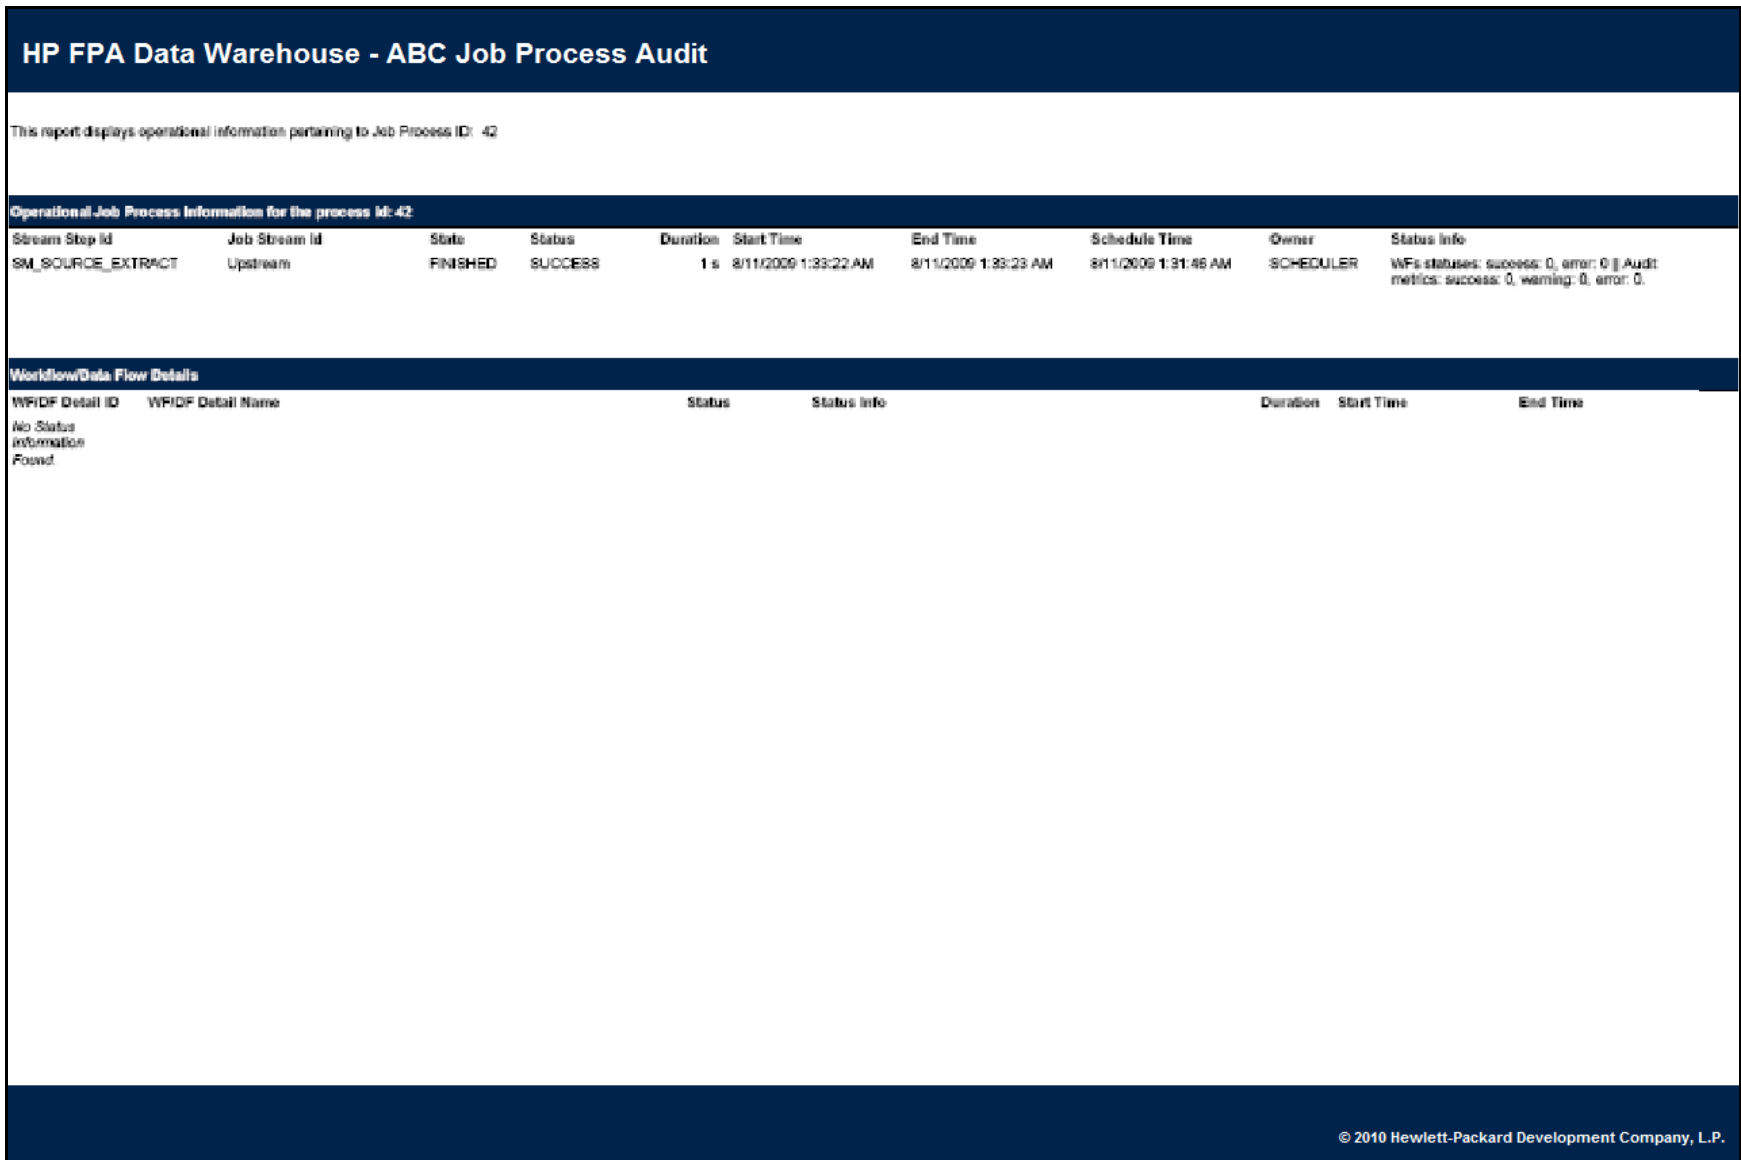 HP FPA Data Warehouse - ABC Job Process Audit
This report displays operational information pertaining to Job Process ID: 42
Operational Job Process Information for the process Id: 42
Stream Step Id Job Stream Id State Status Duration Start Time End Time Schedule Time Owner Status Info
SM_SOURCE_EXTRACT Upstream FINISHED SUCCESS 1 s 8/11/2009 1:33:22 AM 8/11/2009 1:33:23 AM 8/11/2009 1:31:46 AM SCHEDULER WFs statuses: success: 0, error: 0 || Audit
metrics: success: 0, warning: 0, error: 0.
Workflow/Data Flow Details
WF/DF Detail ID WF/DF Detail Name Status Status Info Duration Start Time End Time
No Status
Information
Found.
© 2010 Hewlett-Packard Development Company, L.P.